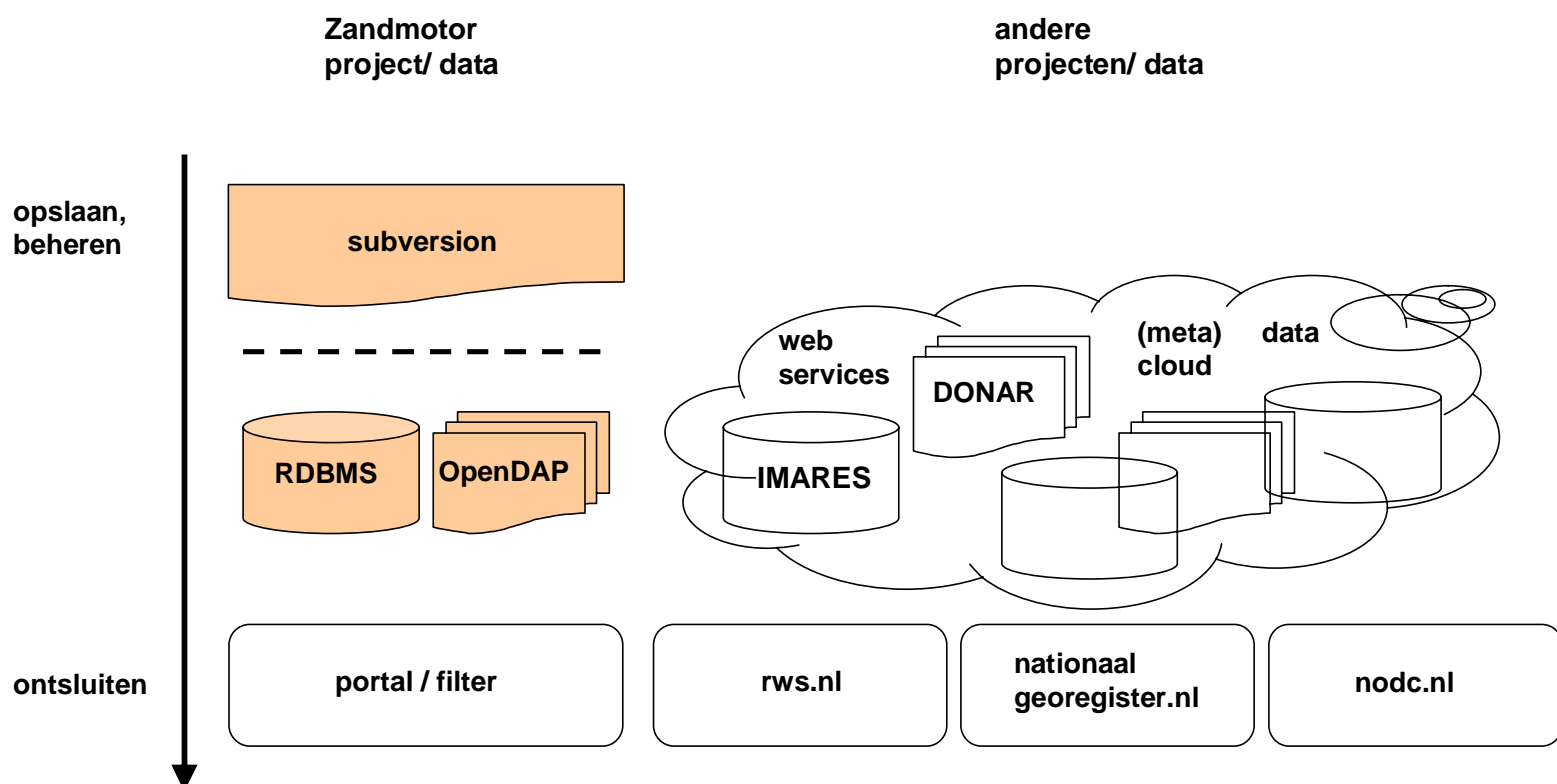 Zandmotor
project/ data
andere
projecten/ data
opslaan,
beheren
subversion
web
services
DONAR
(meta) data
cloud
RDBMS
OpenDAP
IMARES
ontsluiten
portal / filter
rws.nl
nationaal
georegister.nl
nodc.nl